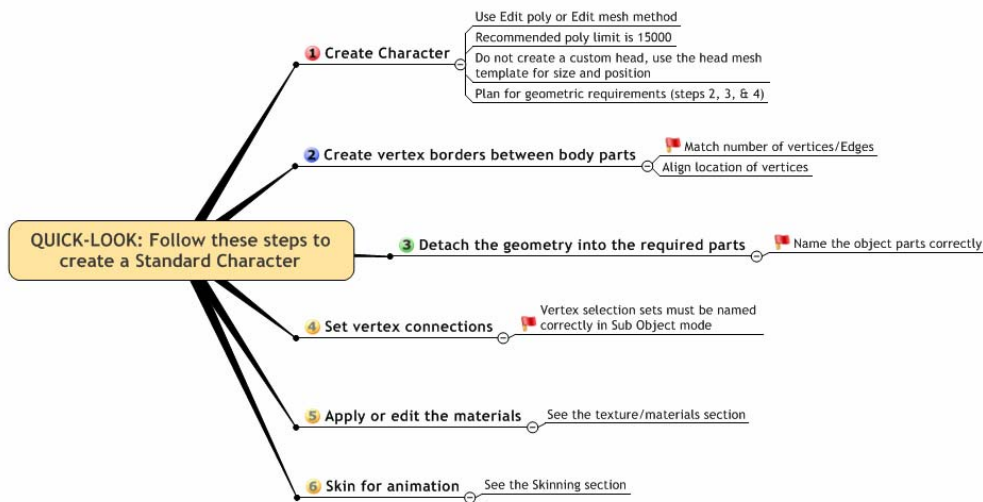 Use Edit poly or Edit mesh method
Recommended poly limit is 15000
1 Create Character
Do not create a custom head, use the head mesh
template for size and position
Plan for geometric requirements (steps 2, 3, & 4)
2 Create vertex borders between body parts
Match number of vertices/Edges
Align location of vertices
QUICK-LOOK: Follow these steps to
create a Standard Character
3 Detach the geometry into the required parts
Name the object parts correctly
4 Set vertex connections
Vertex selection sets must be named
correctly in Sub Object mode
5 Apply or edit the materials
See the texture/materials section
6 Skin for animation
See the Skinning section